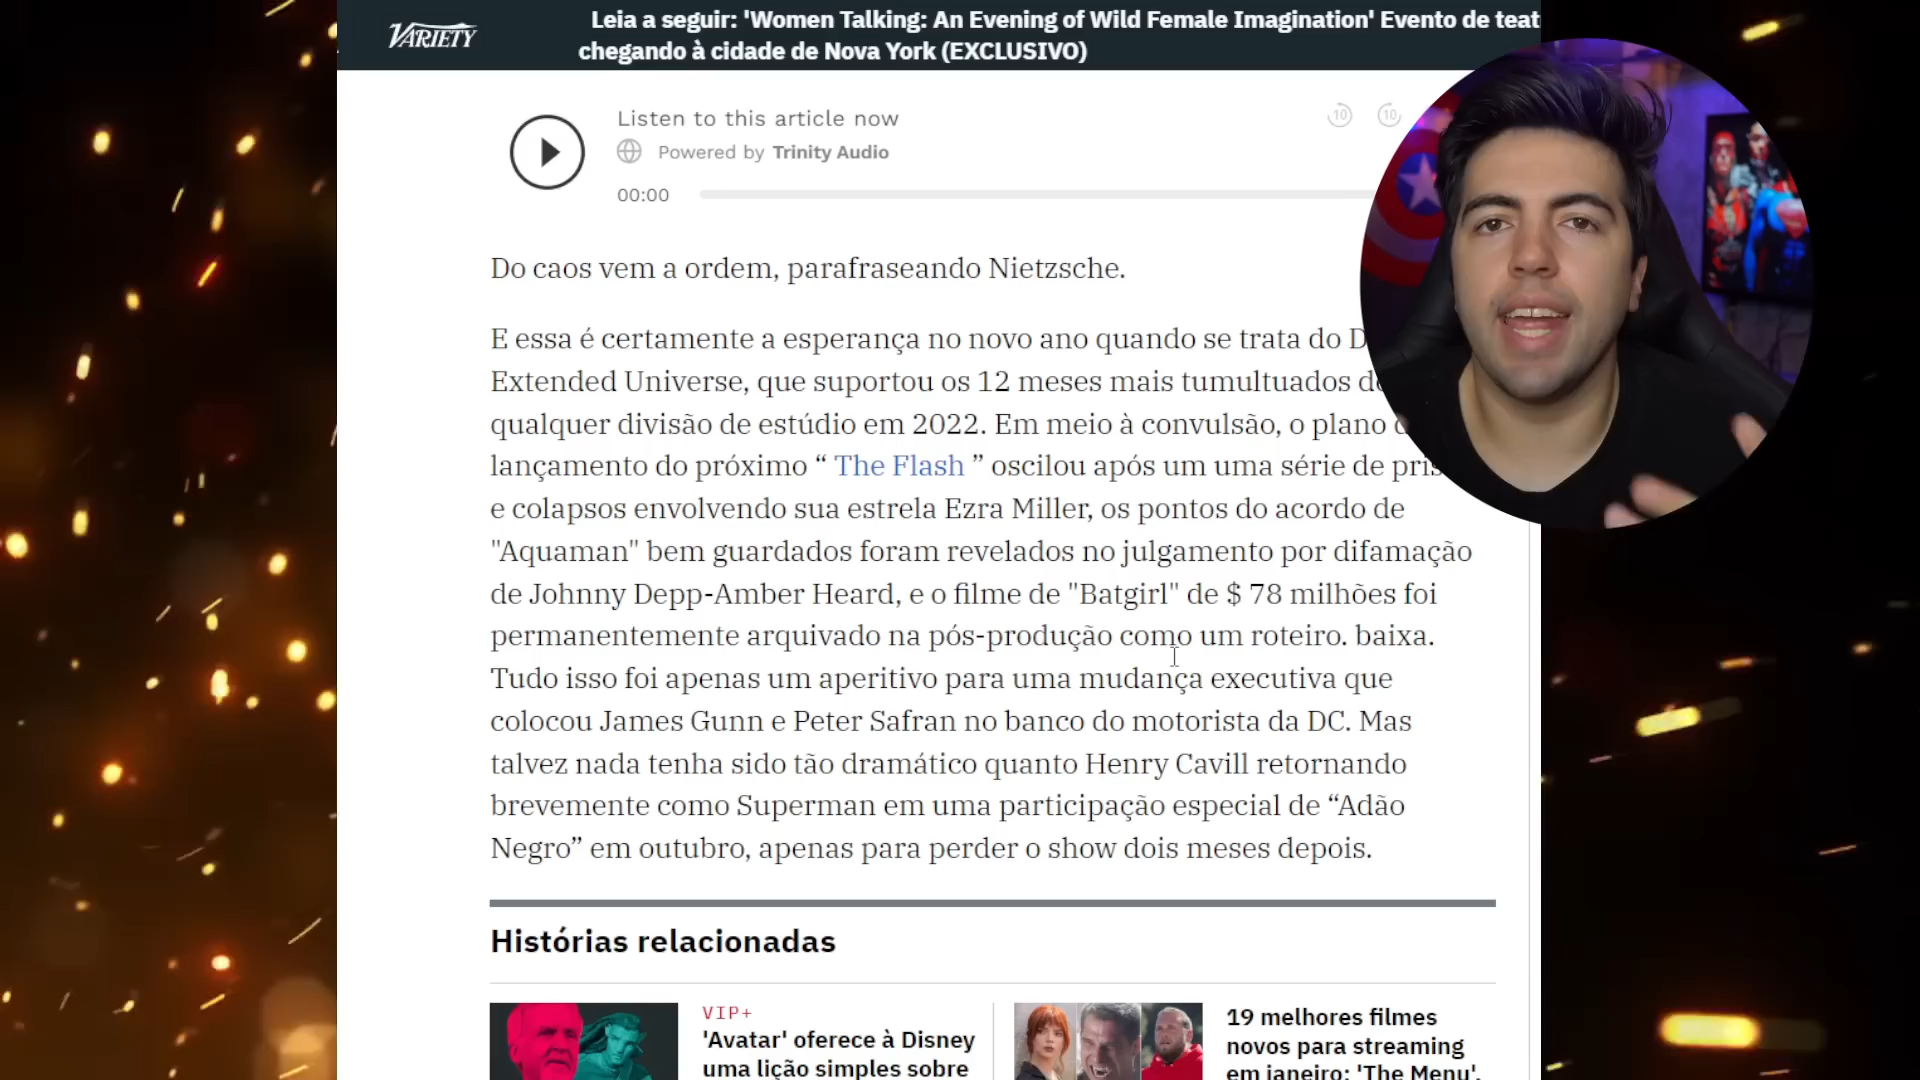 VARIETY
Leia a seguir: 'Women Talking: An Evening of Wild Female Imagination' Evento de teat
chegando à cidade de Nova York (EXCLUSIVO)
Listen to this article now
10 10
Powered by Trinity Audio
00:00
Do caos vem a ordem, parafraseando Nietzsche.
E essa é certamente a esperança no novo ano quando se trata do D
Extended Universe, que suportou os 12 meses mais tumultuados de
qualquer divisão de estúdio em 2022. Em meio à convulsão, o plano
lançamento do próximo “ The Flash ” oscilou após um uma série de pris
e colapsos envolvendo sua estrela Ezra Miller, os pontos do acordo de
"Aquaman" bem guardados foram revelados no julgamento por difamação
de Johnny Depp-Amber Heard, e o filme de "Batgirl" de $ 78 milhões foi
permanentemente arquivado na pós-produção como um roteiro. baixa.
Tudo isso foi apenas um aperitivo para uma mudança executiva que
colocou James Gunn e Peter Safran no banco do motorista da DC. Mas
talvez nada tenha sido tão dramático quanto Henry Cavill retornando
brevemente como Superman em uma participação especial de “Adão
Negro” em outubro, apenas para perder o show dois meses depois.
Histórias relacionadas
VIP+
'Avatar' oferece à Disney
uma lição simples sobre
19 melhores filmes
novos para streaming
em janeiro: 'The Menu',